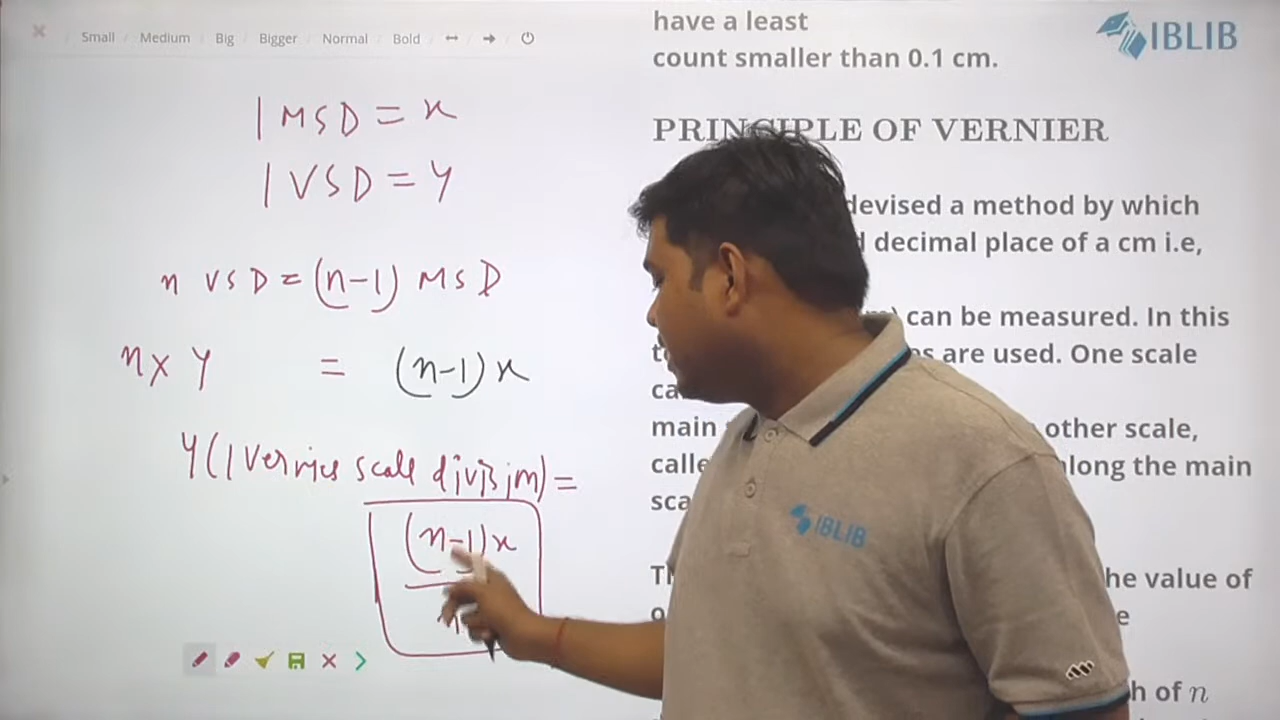 Small / Medium / Big / Bigger / Normal / Bold
1 MSD = x
1 VSD = y
n VSD = (n-1) MSD
n x y = (n-1) x
y (1 Vernier scale division) =
(n-1)x
have a least
count smaller than 0.1 cm.
IBLIB
PRINCIPLE OF VERNIER
devised a method by which
decimal place of a cm i.e,
can be measured. In this
are used. One scale
main other scale,
along the main
he value of
h of n
IBLIB